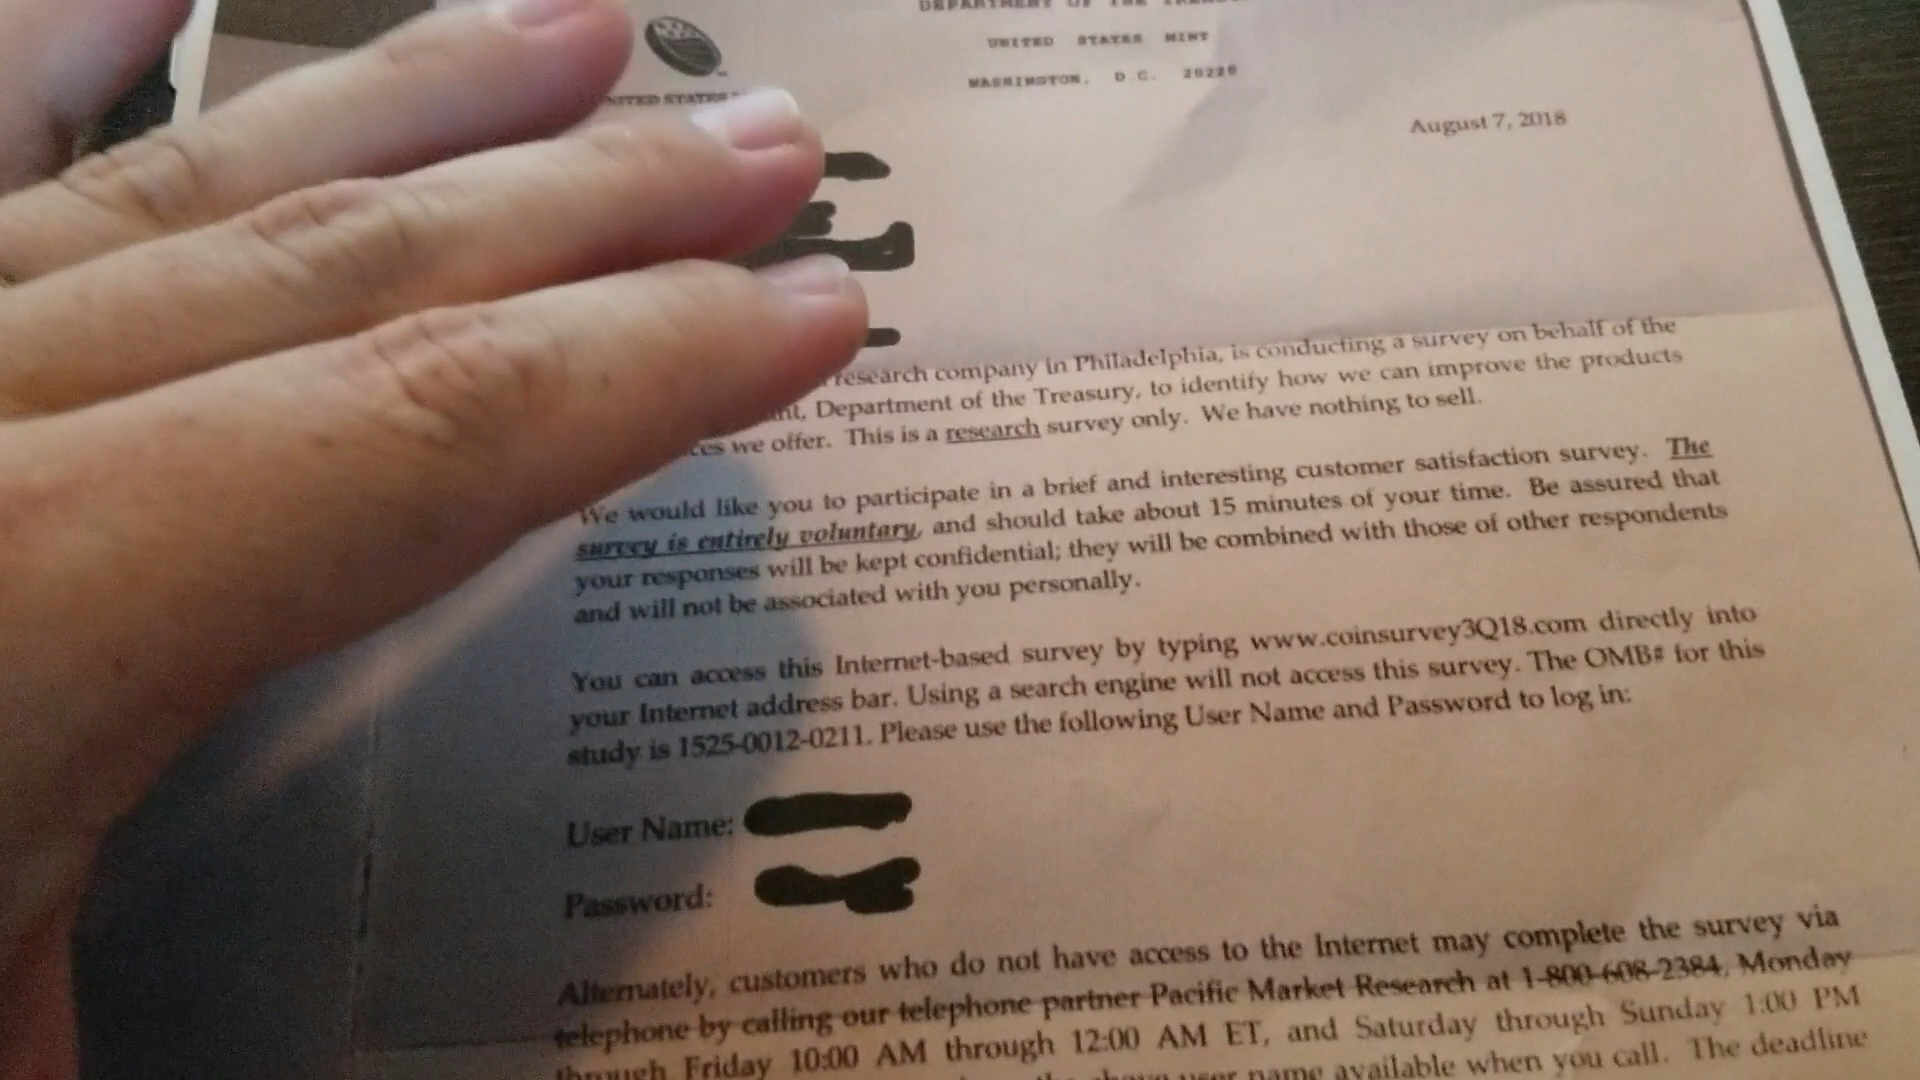 DEPARTMENT OF THE
UNITED STATES MINT
WASHINGTON, D.C. 20220
UNITED STATES
August 7, 2018
research company in Philadelphia, is conducting a survey on behalf of the
Department of the Treasury, to identify how we can improve the products
we offer. This is a research survey only. We have nothing to sell.
We would like you to participate in a brief and interesting customer satisfaction survey. The
survey is entirely voluntary, and should take about 15 minutes of your time. Be assured that
your responses will be kept confidential; they will be combined with those of other respondents
and will not be associated with you personally.
You can access this Internet-based survey by typing www.coinsurvey3Q18.com directly into
your Internet address bar. Using a search engine will not access this survey. The OMB# for this
study is 1525-0012-0211. Please use the following User Name and Password to log in:
User Name:
Password:
Alternately, customers who do not have access to the Internet may complete the survey via
telephone by calling our telephone partner Pacific Market Research at 1-800-608-2384, Monday
through Friday 10:00 AM through 12:00 AM ET, and Saturday through Sunday 1:00 PM
user name available when you call. The deadline